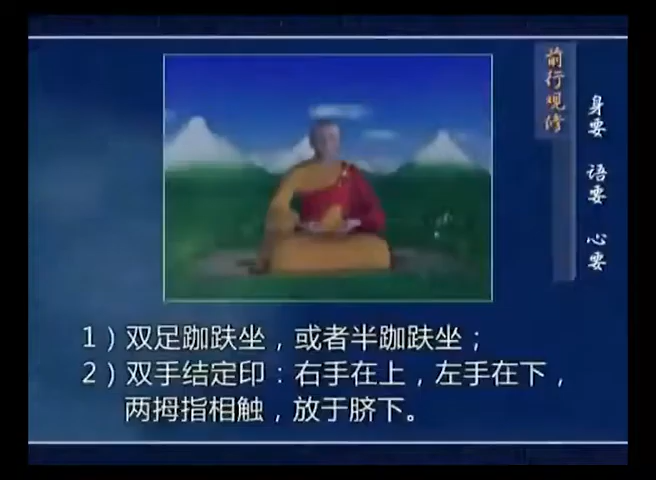 前行观修
身要 语要 心要
1）双足跏趺坐，或者半跏趺坐；
2）双手结定印：右手在上，左手在下，
两拇指相触，放于脐下。